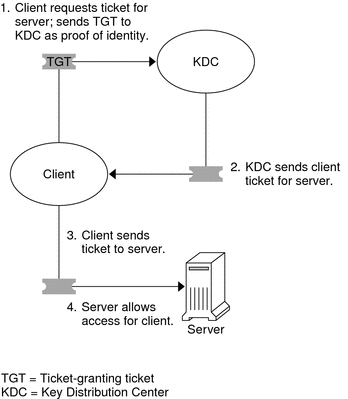 1. Client requests ticket for
server; sends TGT to
KDC as proof of identity.
TGT
KDC
Client
2. KDC sends client
ticket for server.
3. Client sends
ticket to server.
4. Server allows
access for client.
Server
TGT = Ticket-granting ticket
KDC = Key Distribution Center